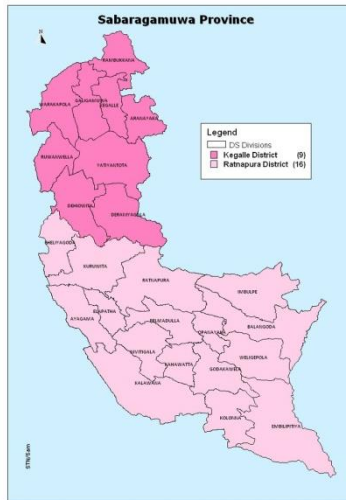 Sabaragamuwa Province
N
Legend
DS Divisions
Kegalle District (9)
Ratnapura District (16)
RAMBUKKANA
WARAKAPOLA
GALIGAMUWA
KEGALLE
ARANAYAKA
RUWANWELLA
YATIYANTOTA
DEHIOWITA
DERANIYAGALA
EHELIYAGODA
KURUWITA
RATNAPURA
IMBULPE
BALANGODA
AYAGAMA
ELAPATHA
PELMADULLA
OPANAYAKA
NIVITIGALA
KAHAWATTA
WELIGEPOLA
GODAKAWELA
KALAWANA
KOLONNA
EMBILIPITIYA